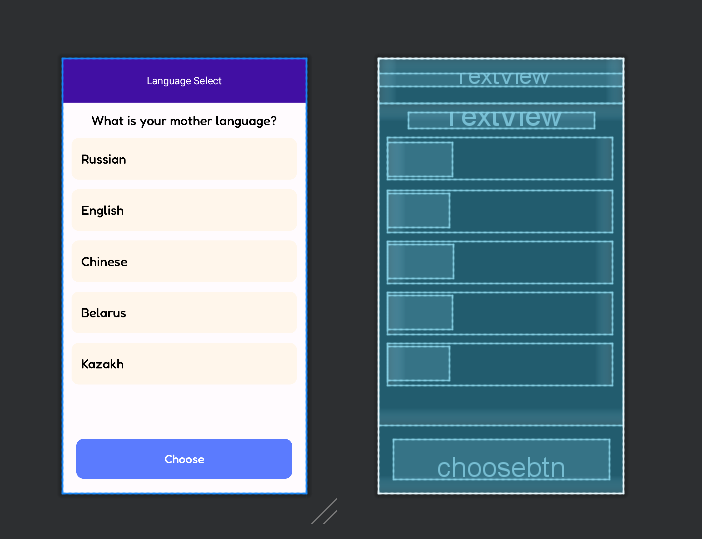 Language Select
What is your mother language?
Russian
English
Chinese
Belarus
Kazakh
Choose
TextView
TextView
choosebtn